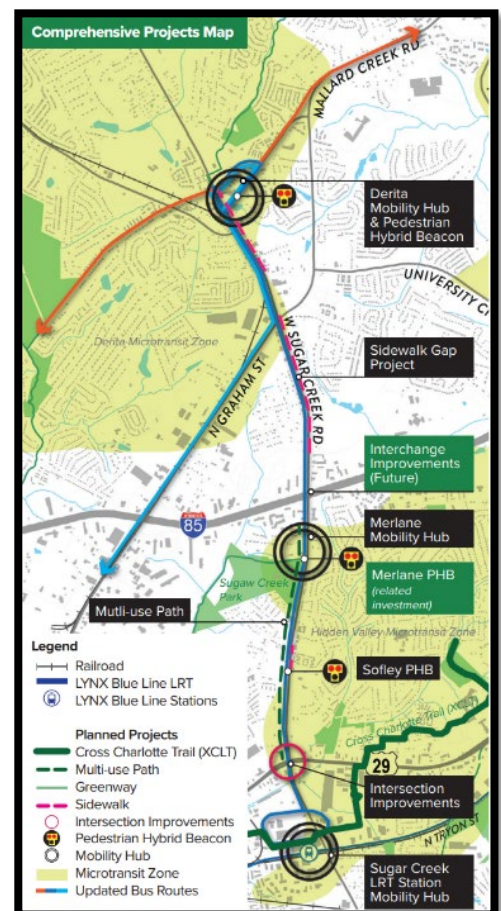 Comprehensive Projects Map
MALLARD CREEK RD
Derita
Mobility Hub
& Pedestrian
Hybrid Beacon
UNIVERSITY CI
Derita Microtransit Zone
W SUGAR CREEK RD
Sidewalk Gap
Project
N GRAHAM ST
Interchange
Improvements
(Future)
85
Merlane
Mobility Hub
Sugaw Creek
Park
Merlane PHB
(related
investment)
Mutli-use Path
Hidden Valley Microtransit Zone
Sofley PHB
Legend
Railroad
LYNX Blue Line LRT
LYNX Blue Line Stations
Planned Projects
Cross Charlotte Trail (XCLT)
Multi-use Path
Greenway
Sidewalk
Intersection Improvements
Pedestrian Hybrid Beacon
Mobility Hub
Microtransit Zone
Updated Bus Routes
Cross Charlotte Trail (XCLT)
29
Intersection
Improvements
N TRYON ST
Sugar Creek
LRT Station
Mobility Hub